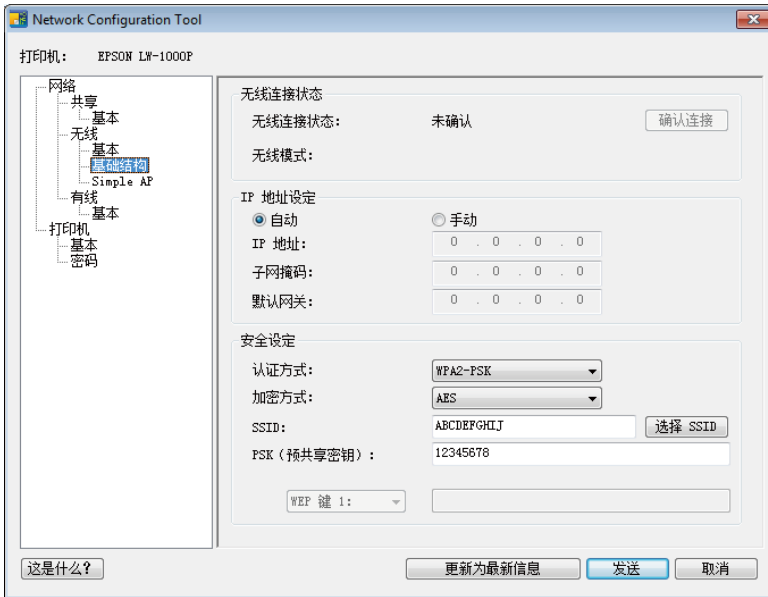 Network Configuration Tool
打印机： EPSON LW-1000P
网络
共享
基本
无线
基本
基础结构
Simple AP
有线
基本
打印机
基本
密码
无线连接状态
无线连接状态： 未确认 确认连接
无线模式：
IP 地址设定
自动 手动
IP 地址： 0 . 0 . 0 . 0
子网掩码： 0 . 0 . 0 . 0
默认网关： 0 . 0 . 0 . 0
安全设定
认证方式： WPA2-PSK
加密方式： AES
SSID: ABCDEFGHIJ 选择 SSID
PSK（预共享密钥）: 12345678
WEP 键 1:
这是什么? 更新为最新信息 发送 取消